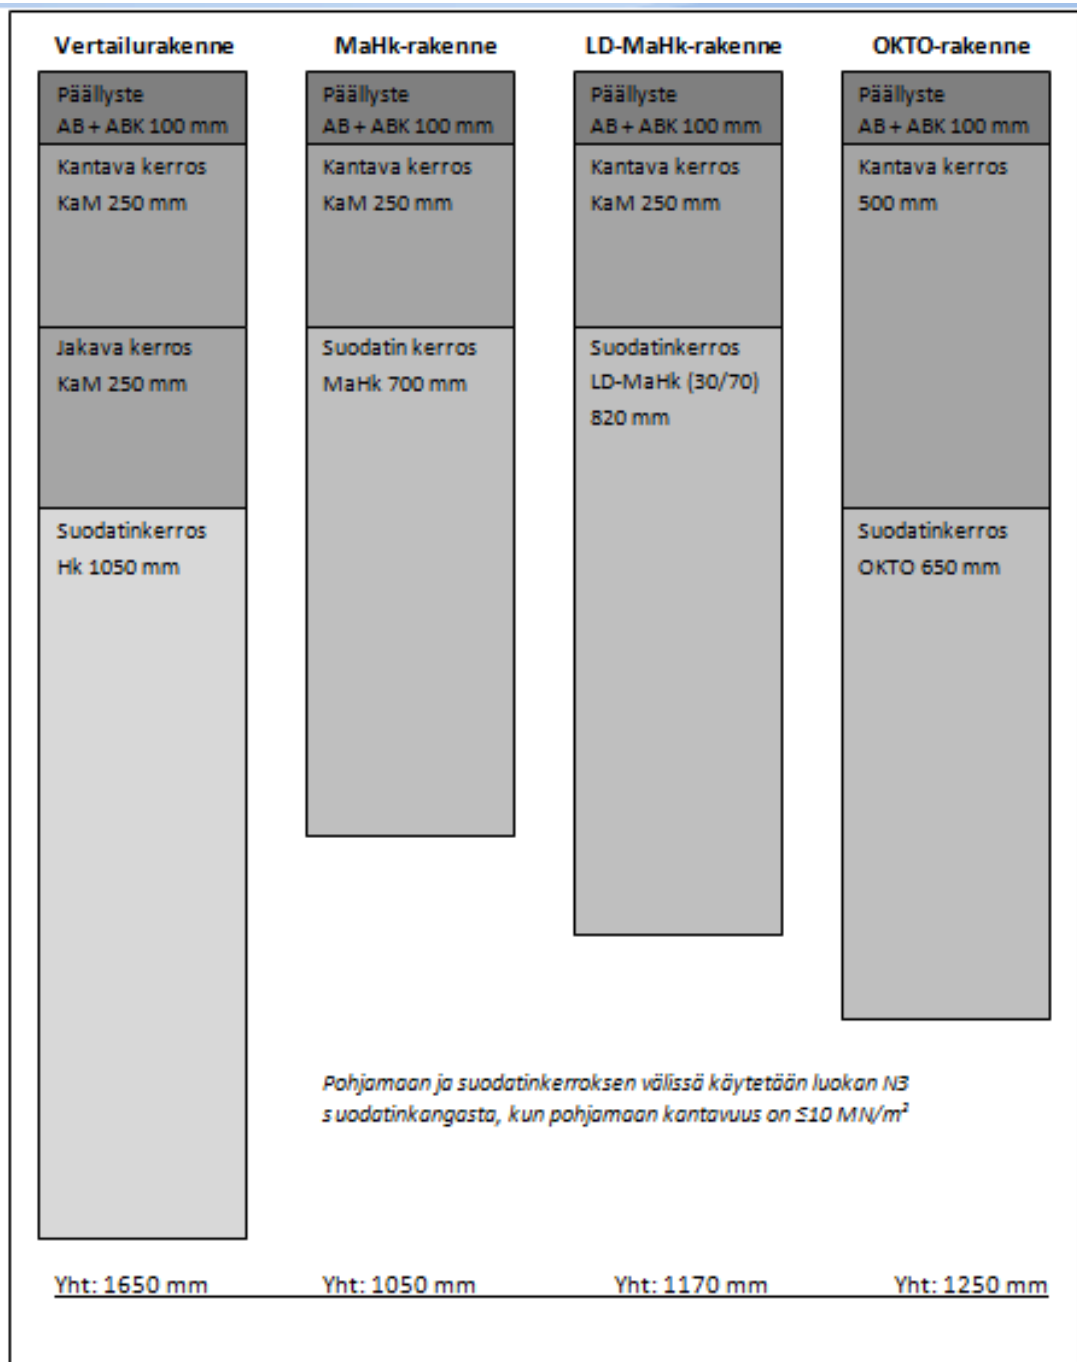 Vertailurakenne
Päällyste
AB + ABK 100 mm
Kantava kerros
KaM 250 mm
Jakava kerros
KaM 250 mm
Suodatinkerros
Hk 1050 mm
Yht: 1650 mm
MaHk-rakenne
Päällyste
AB + ABK 100 mm
Kantava kerros
KaM 250 mm
Suodatin kerros
MaHk 700 mm
Yht: 1050 mm
LD-MaHk-rakenne
Päällyste
AB + ABK 100 mm
Kantava kerros
KaM 250 mm
Suodatinkerros
LD-MaHk (30/70)
820 mm
Yht: 1170 mm
OKTO-rakenne
Päällyste
AB + ABK 100 mm
Kantava kerros
500 mm
Suodatinkerros
OKTO 650 mm
Yht: 1250 mm
Pohjamaan ja suodatinkerroksen välissä käytetään luokan N3
suodatinkangasta, kun pohjamaan kantavuus on ≤10 MN/m²